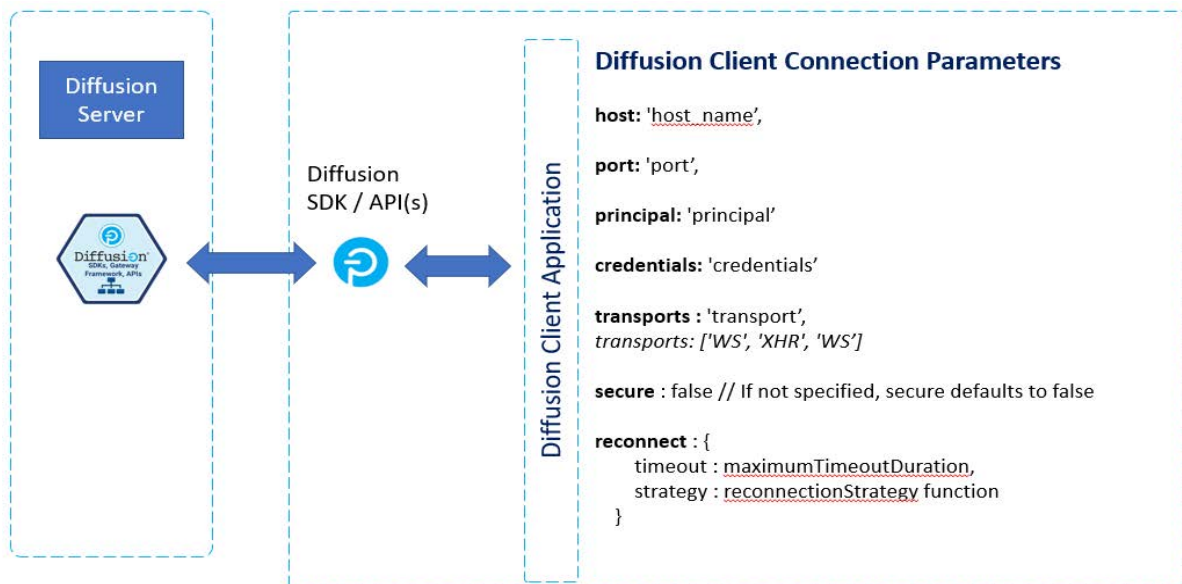 Diffusion
Server
Diffusion
SDKs, Gateway
Framework, APIs
Diffusion
SDK / API(s)
Diffusion Client Application
Diffusion Client Connection Parameters
host: 'host_name’,
port: 'port’,
principal: 'principal’
credentials: 'credentials’
transports : 'transport’,
transports: ['WS', 'XHR', 'WS’]
secure : false // If not specified, secure defaults to false
reconnect : {
timeout : maximumTimeoutDuration,
strategy : reconnectionStrategy function
}